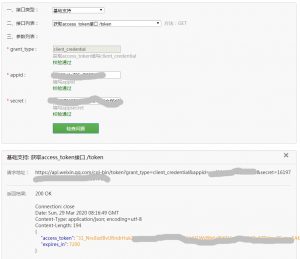 一、接口类型： 基础支持
二、接口列表： 获取access_token接口 /token 方法：GET
三、参数列表：
* grant_type： client_credential
获取access_token填写client_credential
校验通过
* appid：
填写appid
校验通过
* secret：
填写appsecret
校验通过
检查问题
基础支持: 获取access_token接口 /token
请求地址：
https://api.weixin.qq.com/cgi-bin/token?grant_type=client_credential&appid= &secret=16197
返回结果：
200 OK
Connection: close
Date: Sun, 29 Mar 2020 08:16:49 GMT
Content-Type: application/json; encoding=utf-8
Content-Length: 194
{
"access_token":
"expires_in": 7200
}